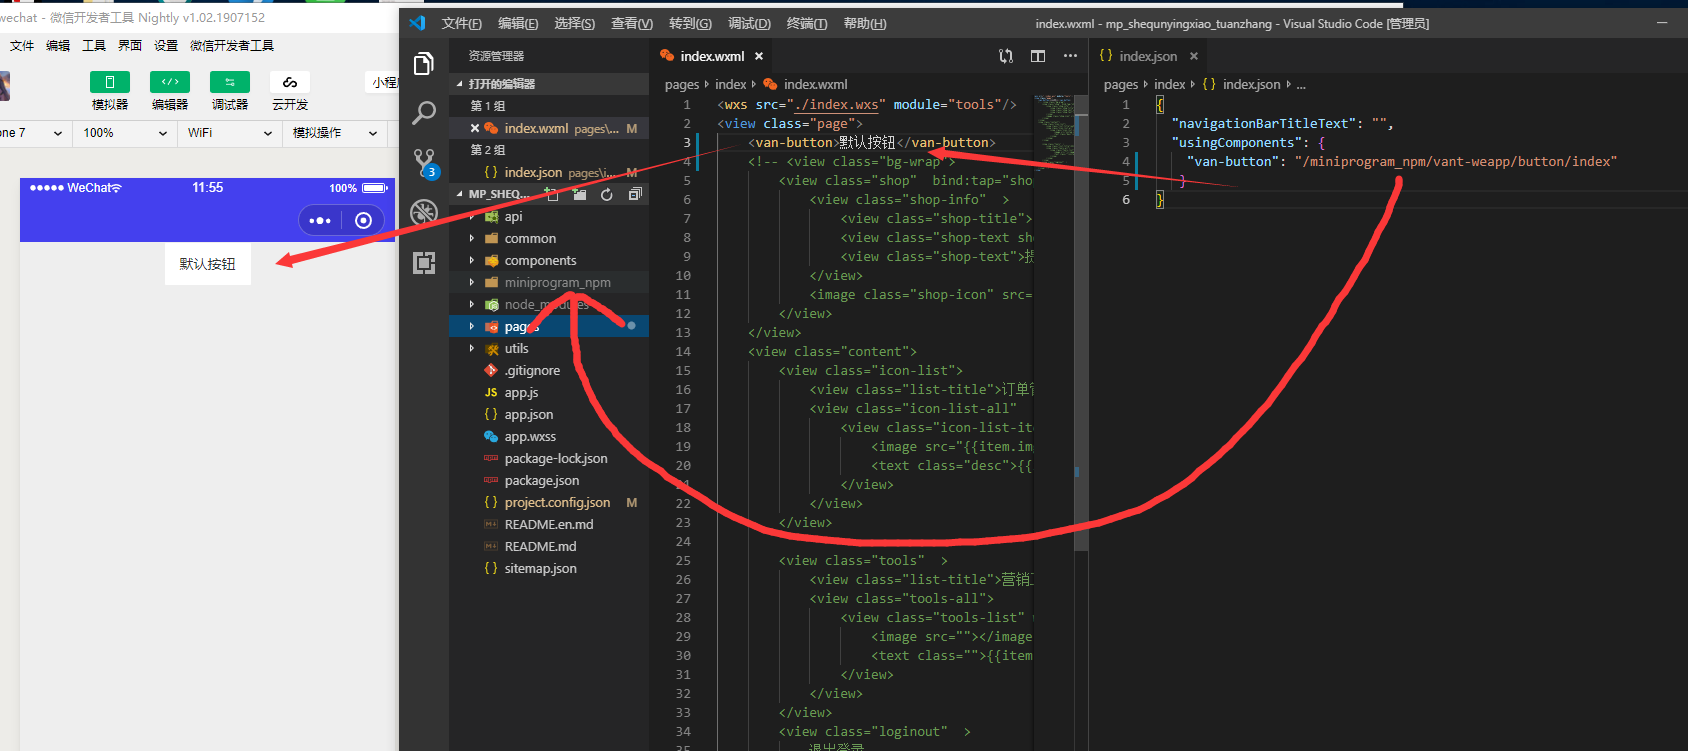 wechat - 微信开发者工具 Nightly v1.02.1907152
文件 编辑 工具 界面 设置 微信开发者工具
模拟器 编辑器 调试器 云开发
小程
one 7 100% WiFi 模拟操作
WeChat 11:55 100%
默认按钮
文件(F) 编辑(E) 选择(S) 查看(V) 转到(G) 调试(D) 终端(T) 帮助(H)
index.wxml - mp_shequnyingxiao_tuanzhang - Visual Studio Code [管理员]
3
资源管理器
打开的编辑器
第 1 组
index.wxml pages\... M
第 2 组
index.json pages\i... M
MP_SHEQ...
api
common
components
miniprogram_npm
node_modules
pages
utils
.gitignore
JS app.js
{ } app.json
app.wxss
package-lock.json
package.json
{ } project.config.json M
README.en.md
README.md
{ } sitemap.json
index.wxml
pages index index.wxml
1 <wxs src="./index.wxs" module="tools"/>
2 <view class="page">
3 <van-button>默认按钮</van-button>
4 <!-- <view class="bg-wrap">
5 <view class="shop" bind:tap="sho
6 <view class="shop-info" >
7 <view class="shop-title">
8 <view class="shop-text sh
9 <view class="shop-text">提
10 </view>
11 <image class="shop-icon" src=
12 </view>
13 </view>
14 <view class="content">
15 <view class="icon-list">
16 <view class="list-title">订单
17 <view class="icon-list-all"
18 <view class="icon-list-ite
19 <image src="{{item.im
20 <text class="desc">{{
21 </view>
22 </view>
23 </view>
24
25 <view class="tools" >
26 <view class="list-title">营销
27 <view class="tools-all">
28 <view class="tools-list"
29 <image src=""></image
30 <text class="">{{item
31 </view>
32 </view>
33 </view>
34 <view class="loginout" >
35 退出登录
{ } index.json
pages index { } index.json ...
1 {
2 "navigationBarTitleText": "",
3 "usingComponents": {
4 "van-button": "/miniprogram_npm/vant-weapp/button/index"
5 }
6 }